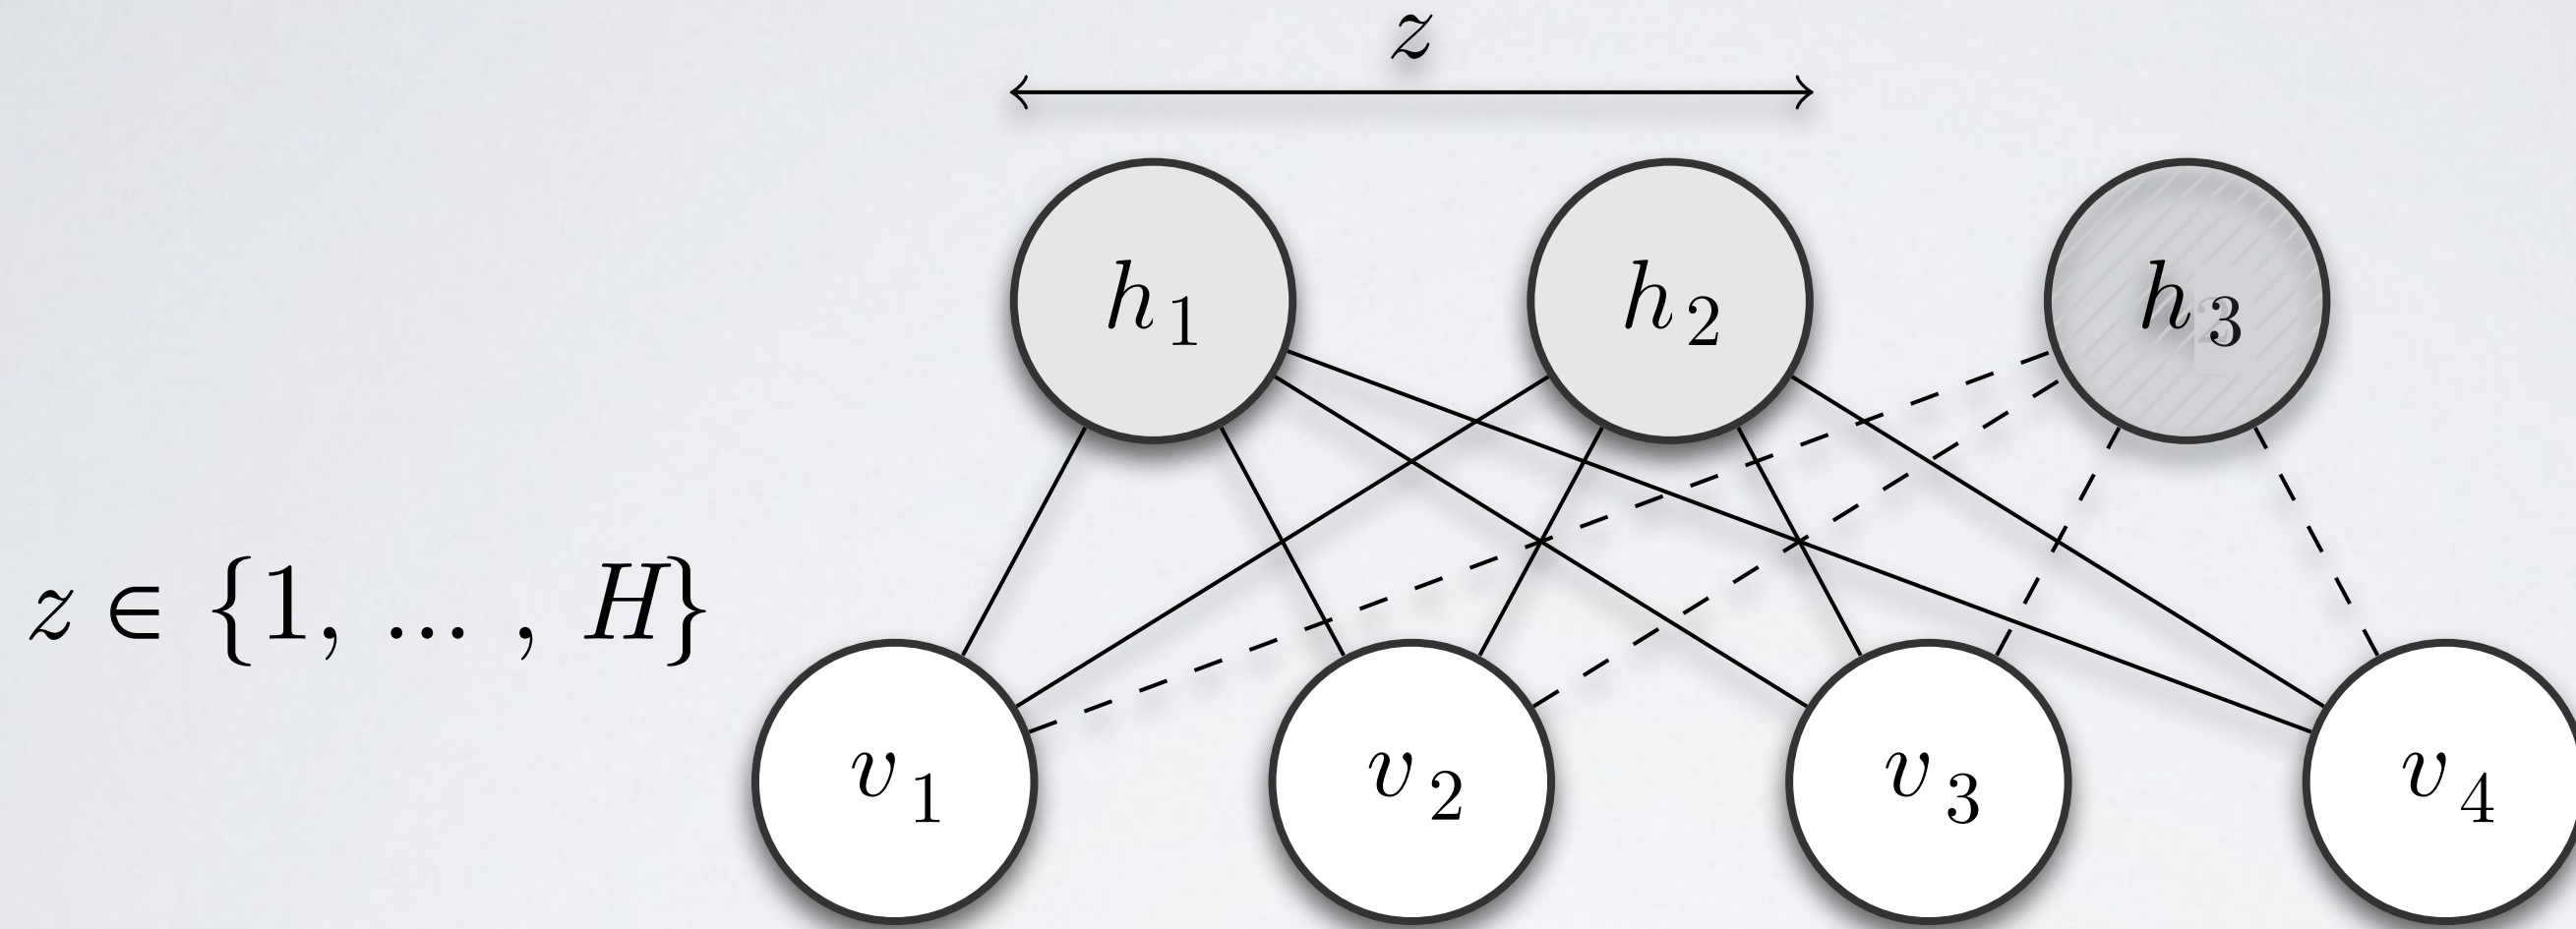 z
h₁ h₂ h₃
z ∈ {1, ... , H}
v₁ v₂ v₃ v₄